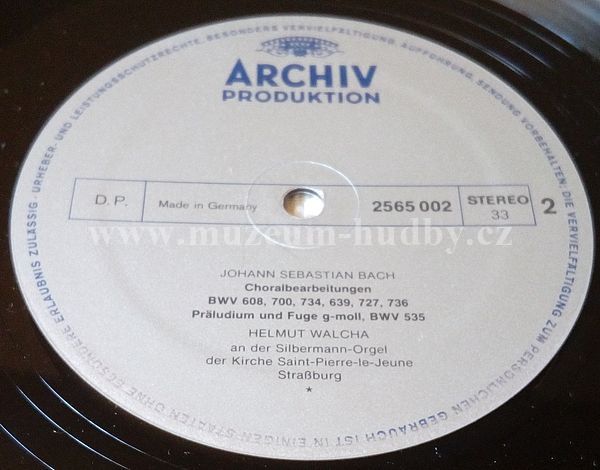 URHEBER- UND LEISTUNGSSCHUTZRECHTE, BESONDERS VERVIELFÄLTIGUNG, AUFFÜHRUNG, SENDUNG VORBEHALTEN; DIE VERVIELFÄLTIGUNG ZUM PERSÖNLICHEN GEBRAUCH IST IN EINIGEN STAATEN OHNE BESONDERE ERLAUBNIS ZULÄSSIG ·
ARCHIV
PRODUKTION
D. P. Made in Germany 2565 002 STEREO 33 2
www.muzeum-hudby.cz
JOHANN SEBASTIAN BACH
Choralbearbeitungen
BWV 608, 700, 734, 639, 727, 736
Präludium und Fuge g-moll, BWV 535
HELMUT WALCHA
an der Silbermann-Orgel
der Kirche Saint-Pierre-le-Jeune
Straßburg
*